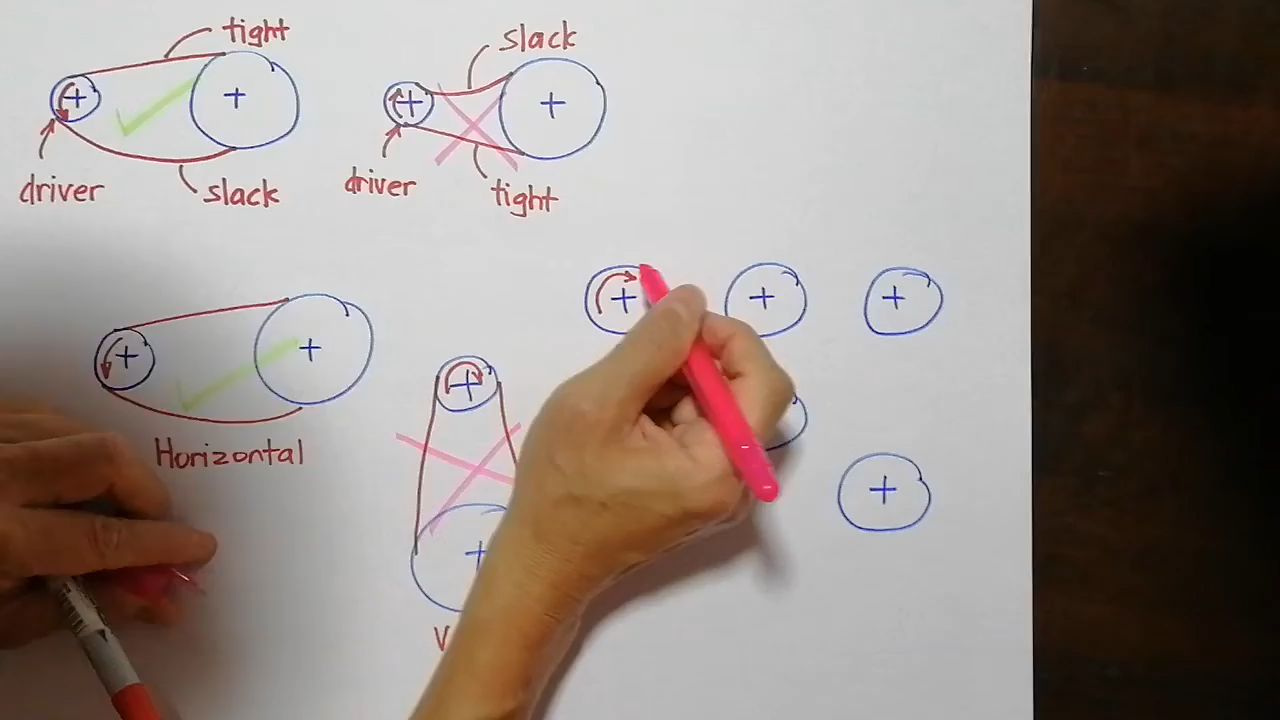 tight
driver
slack
slack
driver
tight
Horizontal